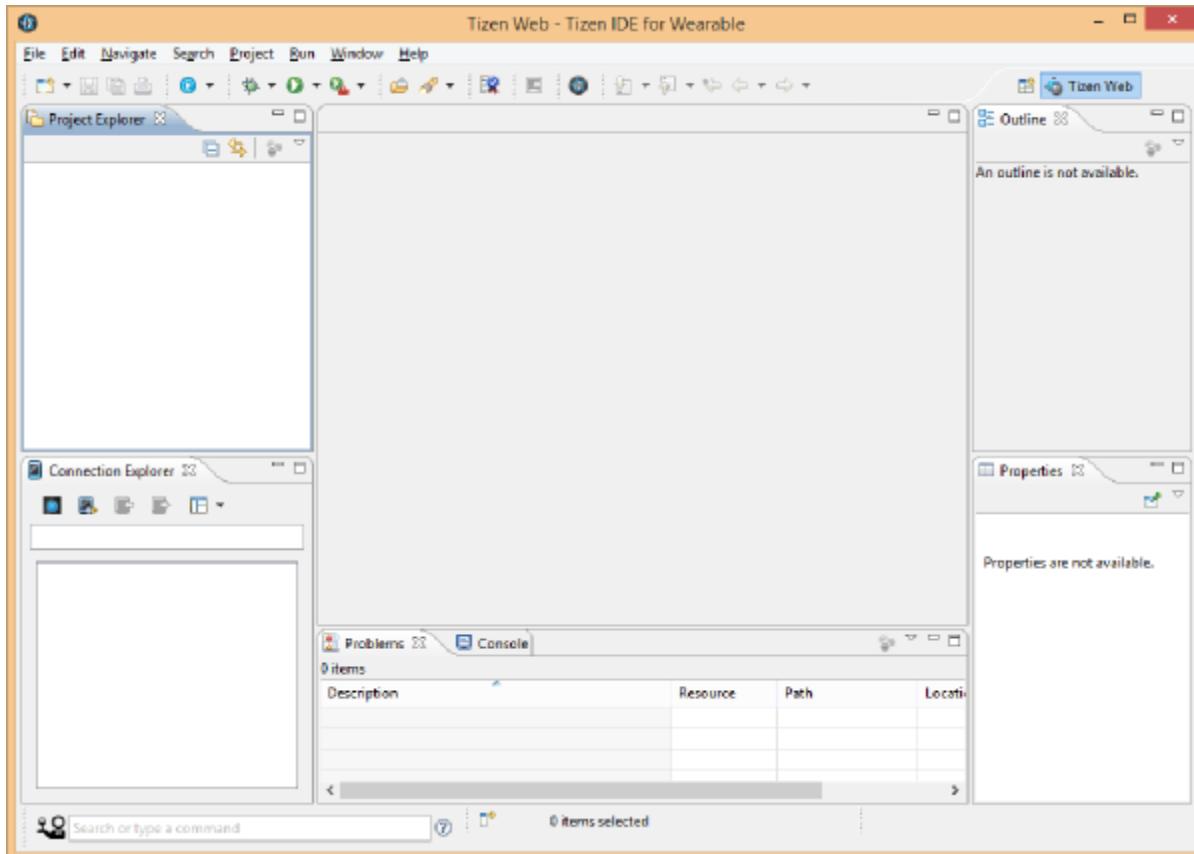 Tizen Web - Tizen IDE for Wearable
File Edit Navigate Search Project Run Window Help
Tizen Web
Project Explorer
Outline
An outline is not available.
Connection Explorer
Properties
Properties are not available.
Problems Console
0 items
Description Resource Path Locatio
Search or type a command
0 items selected